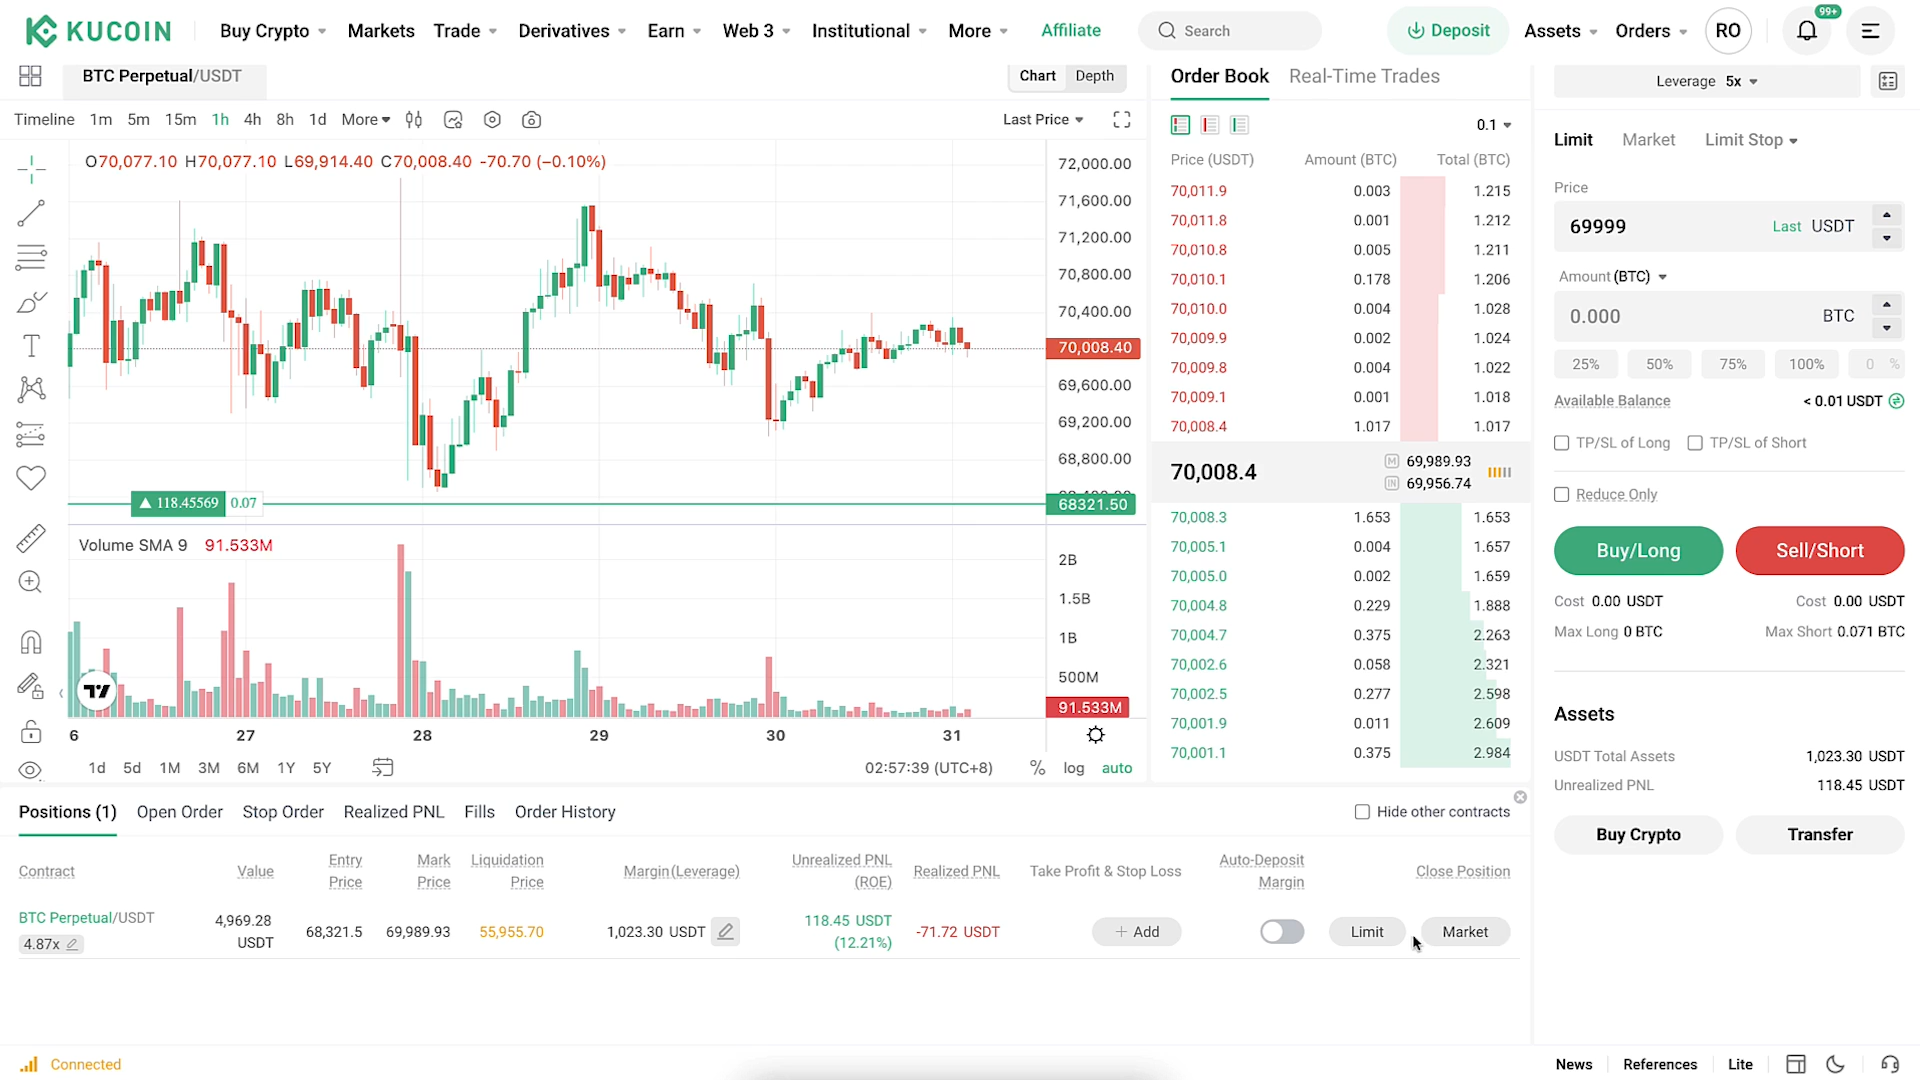 KUCOIN
Buy Crypto Markets Trade Derivatives Earn Web 3 Institutional More Affiliate Search Deposit Assets Orders RO 99+
BTC Perpetual/USDT Chart Depth
Timeline 1m 5m 15m 1h 4h 8h 1d More Last Price
O70,077.10 H70,077.10 L69,914.40 C70,008.40 -70.70 (−0.10%)
72,000.00
71,600.00
71,200.00
70,800.00
70,400.00
70,008.40
69,600.00
69,200.00
68,800.00
118.45569 0.07 68321.50
Volume SMA 9 91.533M
2B
1.5B
1B
500M
91.533M
6 27 28 29 30 31
1d 5d 1M 3M 6M 1Y 5Y 02:57:39 (UTC+8) % log auto
Order Book Real-Time Trades
0.1
Price (USDT) Amount (BTC) Total (BTC)
70,011.9 0.003 1.215
70,011.8 0.001 1.212
70,010.8 0.005 1.211
70,010.1 0.178 1.206
70,010.0 0.004 1.028
70,009.9 0.002 1.024
70,009.8 0.004 1.022
70,009.1 0.001 1.018
70,008.4 1.017 1.017
70,008.4 M 69,989.93
IN 69,956.74
70,008.3 1.653 1.653
70,005.1 0.004 1.657
70,005.0 0.002 1.659
70,004.8 0.229 1.888
70,004.7 0.375 2.263
70,002.6 0.058 2.321
70,002.5 0.277 2.598
70,001.9 0.011 2.609
70,001.1 0.375 2.984
Leverage 5x
Limit Market Limit Stop
Price
69999 Last USDT
Amount (BTC)
0.000 BTC
25% 50% 75% 100% 0 %
Available Balance < 0.01 USDT
TP/SL of Long TP/SL of Short
Reduce Only
Buy/Long Sell/Short
Cost 0.00 USDT Cost 0.00 USDT
Max Long 0 BTC Max Short 0.071 BTC
Assets
USDT Total Assets 1,023.30 USDT
Unrealized PNL 118.45 USDT
Buy Crypto Transfer
Positions (1) Open Order Stop Order Realized PNL Fills Order History Hide other contracts
Contract Value Entry Price Mark Price Liquidation Price Margin(Leverage) Unrealized PNL (ROE) Realized PNL Take Profit & Stop Loss Auto-Deposit Margin Close Position
BTC Perpetual/USDT 4.87x 4,969.28 USDT 68,321.5 69,989.93 55,955.70 1,023.30 USDT 118.45 USDT (12.21%) -71.72 USDT + Add Limit Market
Connected News References Lite